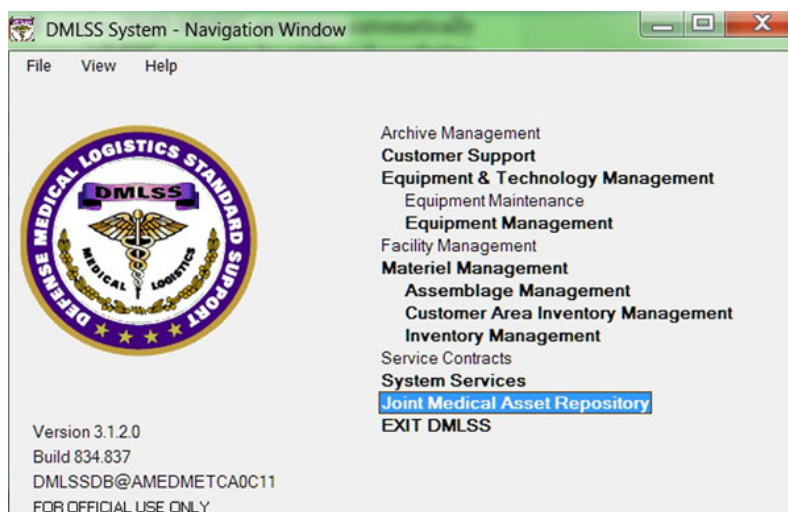 DMLSS System - Navigation Window
File View Help
DEFENSE MEDICAL LOGISTICS STANDARD SUPPORT
DMLSS
MEDICAL LOGISTICS
Archive Management
Customer Support
Equipment & Technology Management
Equipment Maintenance
Equipment Management
Facility Management
Materiel Management
Assemblage Management
Customer Area Inventory Management
Inventory Management
Service Contracts
System Services
Joint Medical Asset Repository
EXIT DMLSS
Version 3.1.2.0
Build 834.837
DMLSSDB@AMEDMETCA0C11
FOR OFFICIAL USE ONLY